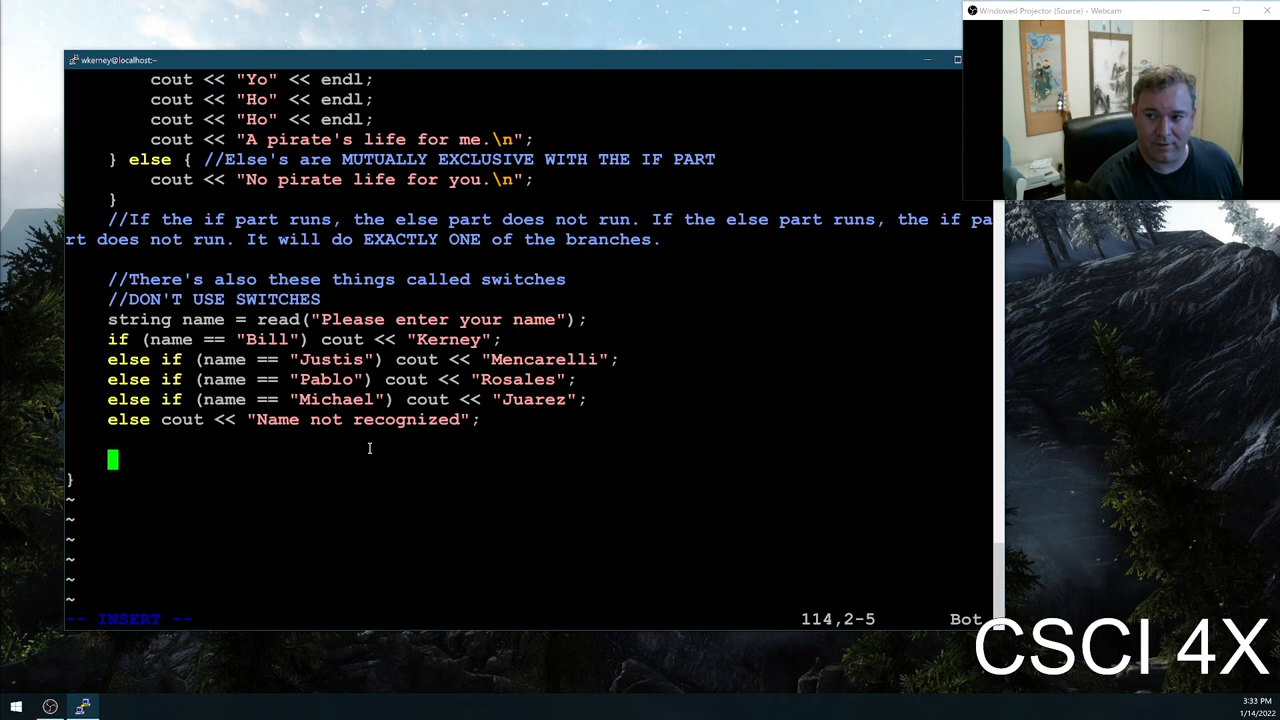 Windowed Projector (Source) - Webcam
wkerney@localhost:~
cout << "Yo" << endl;
cout << "Ho" << endl;
cout << "Ho" << endl;
cout << "A pirate's life for me.\n";
} else { //Else's are MUTUALLY EXCLUSIVE WITH THE IF PART
cout << "No pirate life for you.\n";
}
//If the if part runs, the else part does not run. If the else part runs, the if pa
rt does not run. It will do EXACTLY ONE of the branches.
//There's also these things called switches
//DON'T USE SWITCHES
string name = read("Please enter your name");
if (name == "Bill") cout << "Kerney";
else if (name == "Justis") cout << "Mencarelli";
else if (name == "Pablo") cout << "Rosales";
else if (name == "Michael") cout << "Juarez";
else cout << "Name not recognized";
}
~
~
~
~
~
~
-- INSERT -- 114,2-5 Bot
CSCI 4X
3:33 PM
1/14/2022